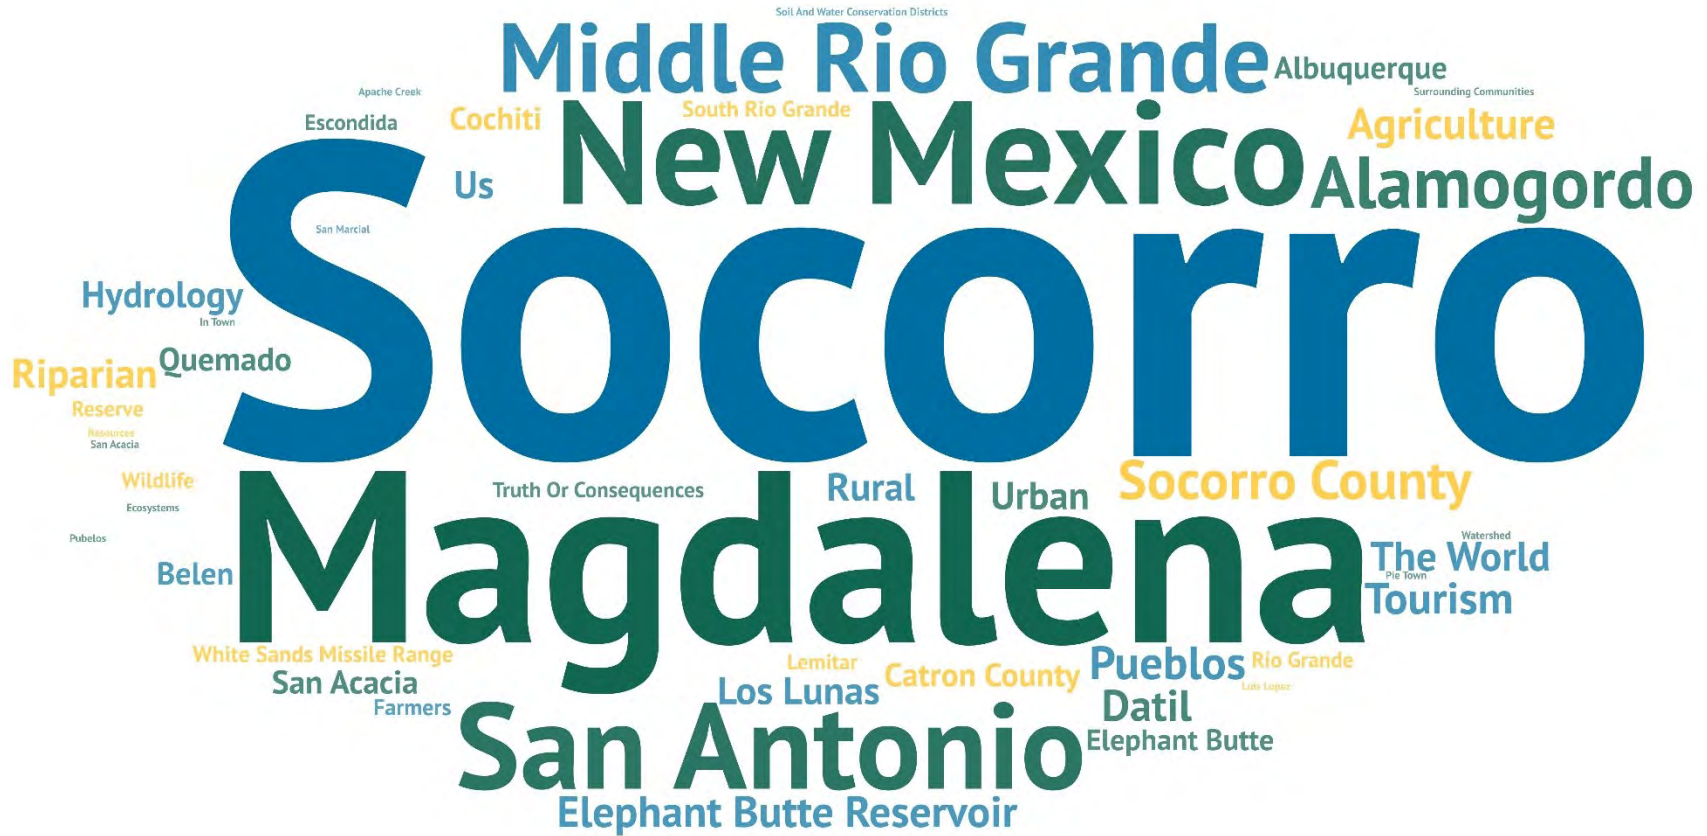 Soil And Water Conservation Districts
Middle Rio Grande
Albuquerque
Apache Creek
Surrounding Communities
Escondida
Cochiti
South Rio Grande
Agriculture
New Mexico
Us
Alamogordo
San Marcial
Socorro
Hydrology
In Town
Quemado
Riparian
Reserve
Resources
San Acacia
Wildlife
Truth Or Consequences
Rural
Urban
Socorro County
Ecosystems
Pubelos
Magdalena
Watershed
The World
Pie Town
Belen
Tourism
White Sands Missile Range
Lemitar
Pueblos
Rio Grande
San Acacia
Catron County
Luis Lopez
Los Lunas
Farmers
Datil
San Antonio
Elephant Butte
Elephant Butte Reservoir